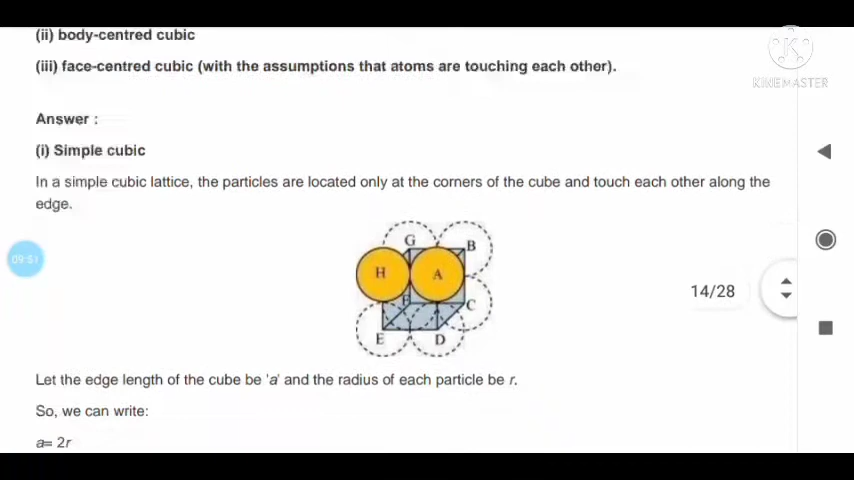 (ii) body-centred cubic
(iii) face-centred cubic (with the assumptions that atoms are touching each other).
KINEMASTER
Answer :
(i) Simple cubic
In a simple cubic lattice, the particles are located only at the corners of the cube and touch each other along the
edge.
G
B
H
A
F
C
E
D
09:51
14/28
Let the edge length of the cube be 'a' and the radius of each particle be r.
So, we can write:
a= 2r